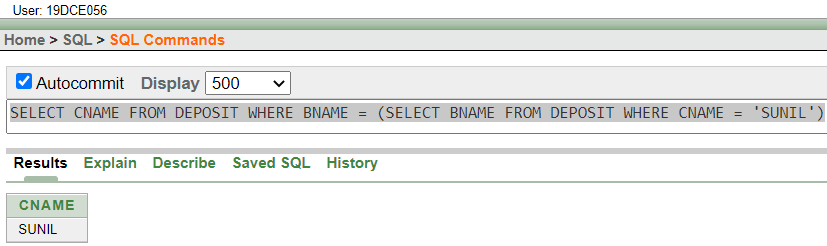 User: 19DCE056
Home > SQL > SQL Commands
Autocommit Display 500
SELECT CNAME FROM DEPOSIT WHERE BNAME = (SELECT BNAME FROM DEPOSIT WHERE CNAME = 'SUNIL')
Results Explain Describe Saved SQL History
CNAME
SUNIL